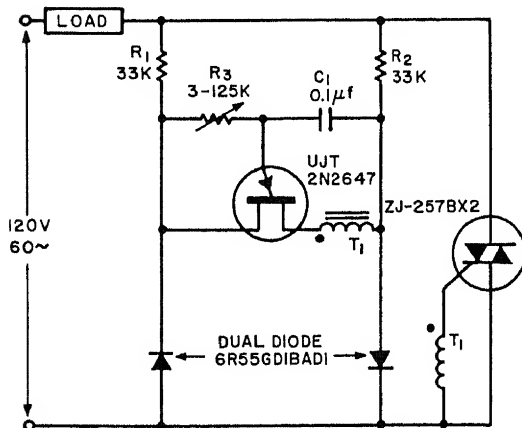 LOAD
R1
33K
R3
3-125K
C1
0.1µf
R2
33K
UJT
2N2647
ZJ-257BX2
T1
120V
60~
T1
DUAL DIODE
6R55GDIBADI